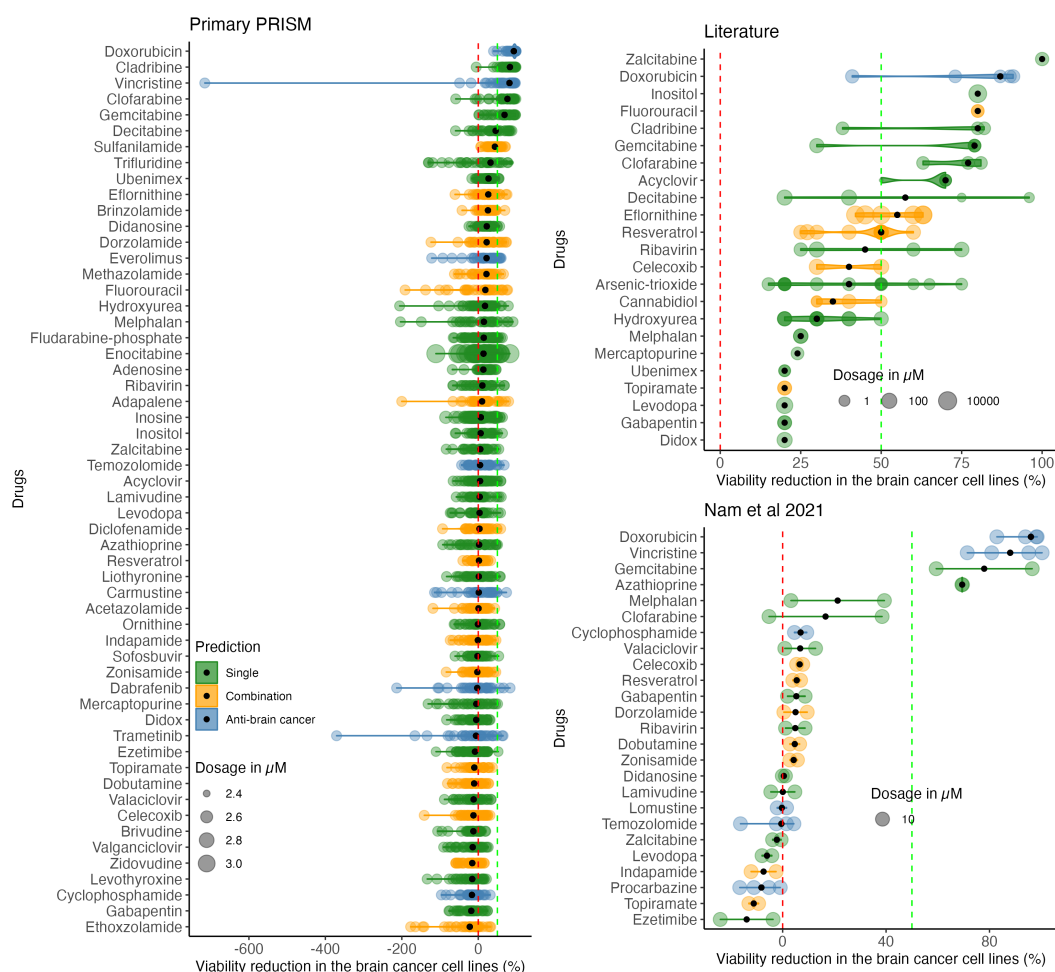 Primary PRISM
Drugs
Doxorubicin
Cladribine
Vincristine
Clofarabine
Gemcitabine
Decitabine
Sulfanilamide
Trifluridine
Ubenimex
Eflornithine
Brinzolamide
Didanosine
Dorzolamide
Everolimus
Methazolamide
Fluorouracil
Hydroxyurea
Melphalan
Fludarabine-phosphate
Enocitabine
Adenosine
Ribavirin
Adapalene
Inosine
Inositol
Zalcitabine
Temozolomide
Acyclovir
Lamivudine
Levodopa
Diclofenamide
Azathioprine
Resveratrol
Liothyronine
Carmustine
Acetazolamide
Ornithine
Indapamide
Sofosbuvir
Zonisamide
Dabrafenib
Mercaptopurine
Didox
Trametinib
Ezetimibe
Topiramate
Dobutamine
Valaciclovir
Celecoxib
Brivudine
Valganciclovir
Zidovudine
Levothyroxine
Cyclophosphamide
Gabapentin
Ethoxzolamide
Prediction
Single
Combination
Anti-brain cancer
Dosage in μM
2.4
2.6
2.8
3.0
-600 -400 -200 0
Viability reduction in the brain cancer cell lines (%)
Literature
Drugs
Zalcitabine
Doxorubicin
Inositol
Fluorouracil
Cladribine
Gemcitabine
Clofarabine
Acyclovir
Decitabine
Eflornithine
Resveratrol
Ribavirin
Celecoxib
Arsenic-trioxide
Cannabidiol
Hydroxyurea
Melphalan
Mercaptopurine
Ubenimex
Topiramate
Levodopa
Gabapentin
Didox
Dosage in μM
1 100 10000
0 25 50 75 100
Viability reduction in the brain cancer cell lines (%)
Nam et al 2021
Drugs
Doxorubicin
Vincristine
Gemcitabine
Azathioprine
Melphalan
Clofarabine
Cyclophosphamide
Valaciclovir
Celecoxib
Resveratrol
Gabapentin
Dorzolamide
Ribavirin
Dobutamine
Zonisamide
Didanosine
Lamivudine
Lomustine
Temozolomide
Zalcitabine
Levodopa
Indapamide
Procarbazine
Topiramate
Ezetimibe
Dosage in μM
10
0 40 80
Viability reduction in the brain cancer cell lines (%)